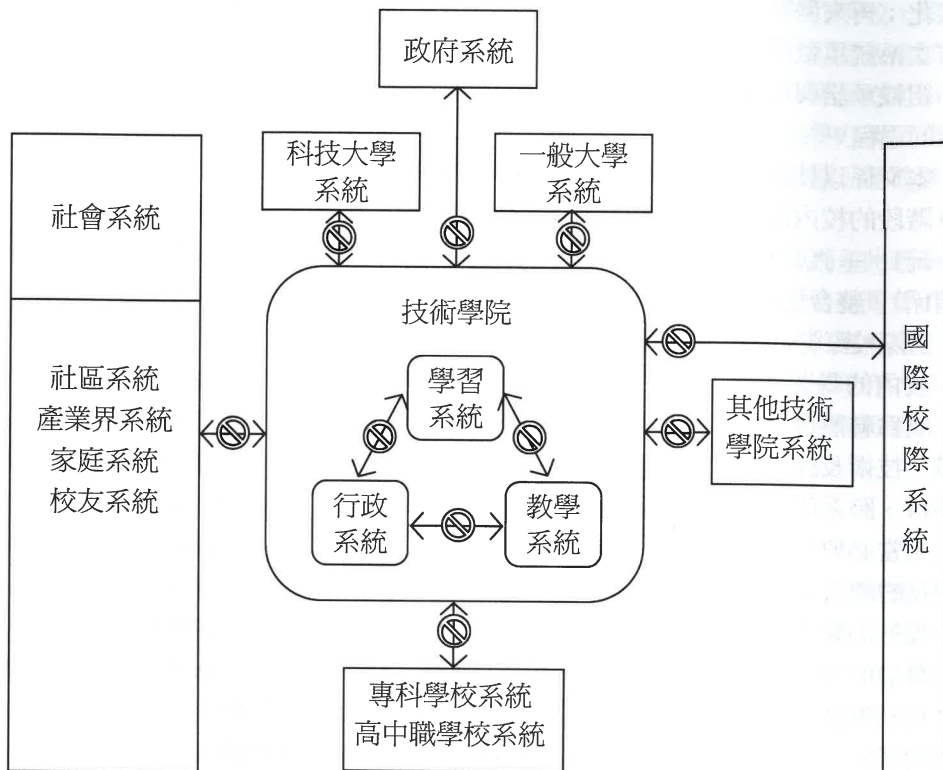 政府系統
科技大學
系統
一般大學
系統
社會系統
社區系統
產業界系統
家庭系統
校友系統
技術學院
學習
系統
行政
系統
教學
系統
其他技術
學院系統
國
際
校
際
系
統
專科學校系統
高中職學校系統